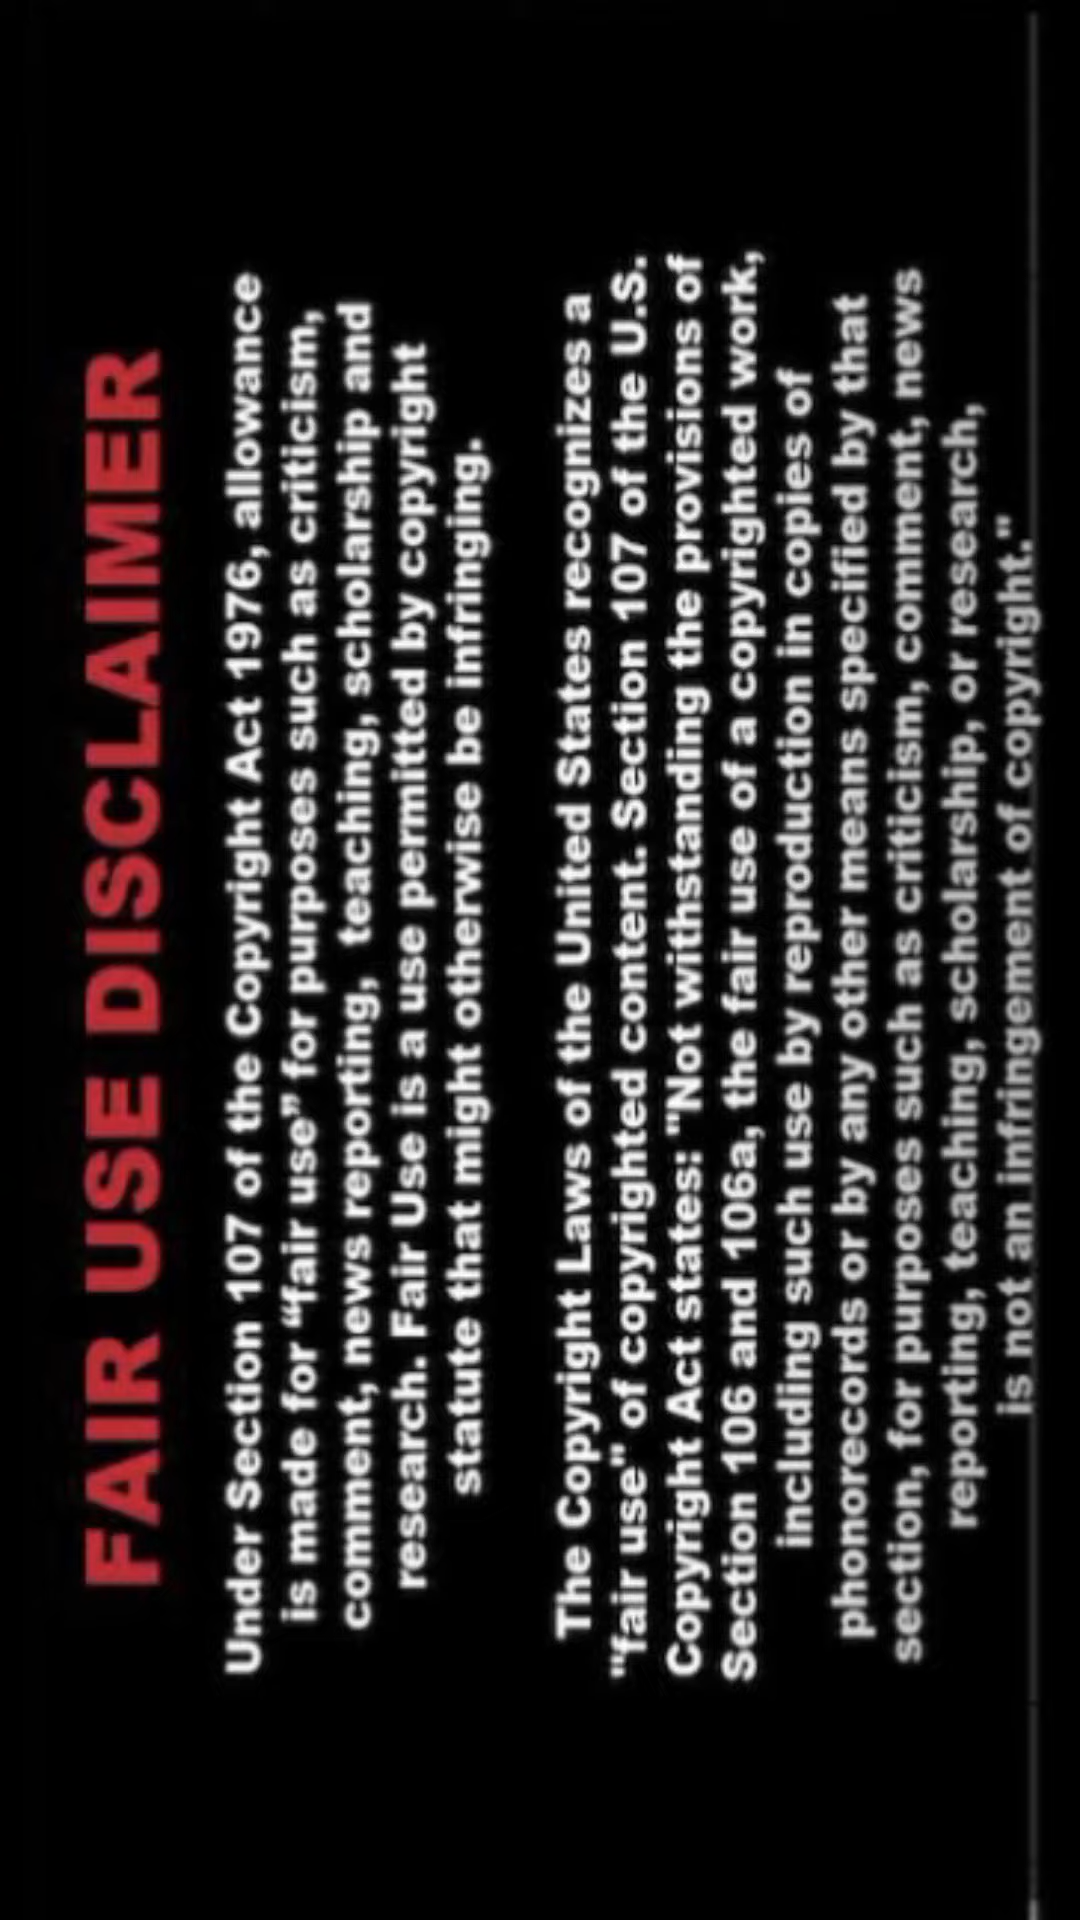 FAIR USE DISCLAIMER
Under Section 107 of the Copyright Act 1976, allowance
is made for “fair use” for purposes such as criticism,
comment, news reporting, teaching, scholarship and
research. Fair Use is a use permitted by copyright
statute that might otherwise be infringing.
The Copyright Laws of the United States recognizes a
"fair use" of copyrighted content. Section 107 of the U.S.
Copyright Act states: "Not withstanding the provisions of
Section 106 and 106a, the fair use of a copyrighted work,
including such use by reproduction in copies of
phonorecords or by any other means specified by that
section, for purposes such as criticism, comment, news
reporting, teaching, scholarship, or research,
is not an infringement of copyright."